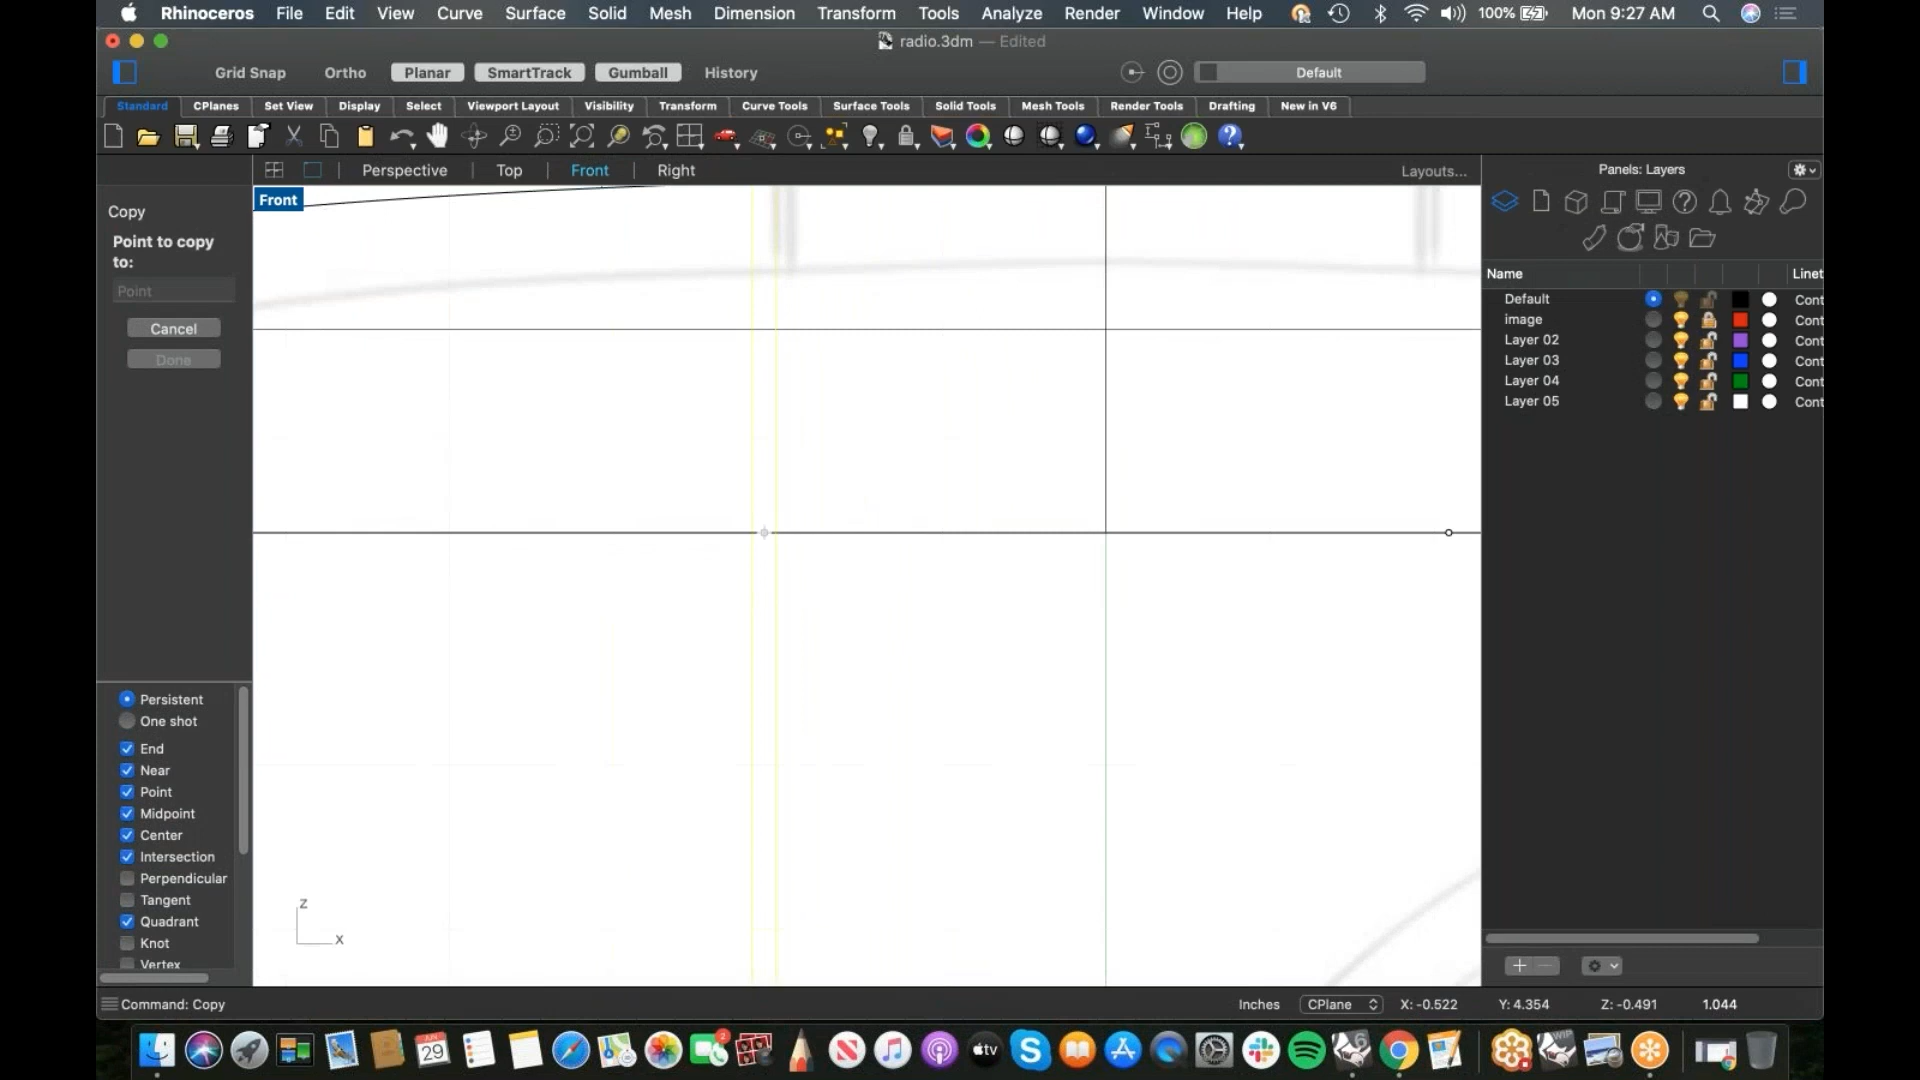 Rhinoceros File Edit View Curve Surface Solid Mesh Dimension Transform Tools Analyze Render Window Help 100% Mon 9:27 AM
radio.3dm — Edited
Grid Snap Ortho Planar SmartTrack Gumball History Default
Standard CPlanes Set View Display Select Viewport Layout Visibility Transform Curve Tools Surface Tools Solid Tools Mesh Tools Render Tools Drafting New in V6
Perspective Top Front Right Layouts...
Panels: Layers
Front
Copy
Point to copy
to:
Point
Cancel
Done
Name Linet
Default Cont
image Cont
Layer 02 Cont
Layer 03 Cont
Layer 04 Cont
Layer 05 Cont
Persistent
One shot
End
Near
Point
Midpoint
Center
Intersection
Perpendicular
Tangent
Quadrant
Knot
Vertex
z
x
Command: Copy
Inches CPlane X: -0.522 Y: 4.354 Z: -0.491 1.044
JUN
29
2
tv
6
WIP